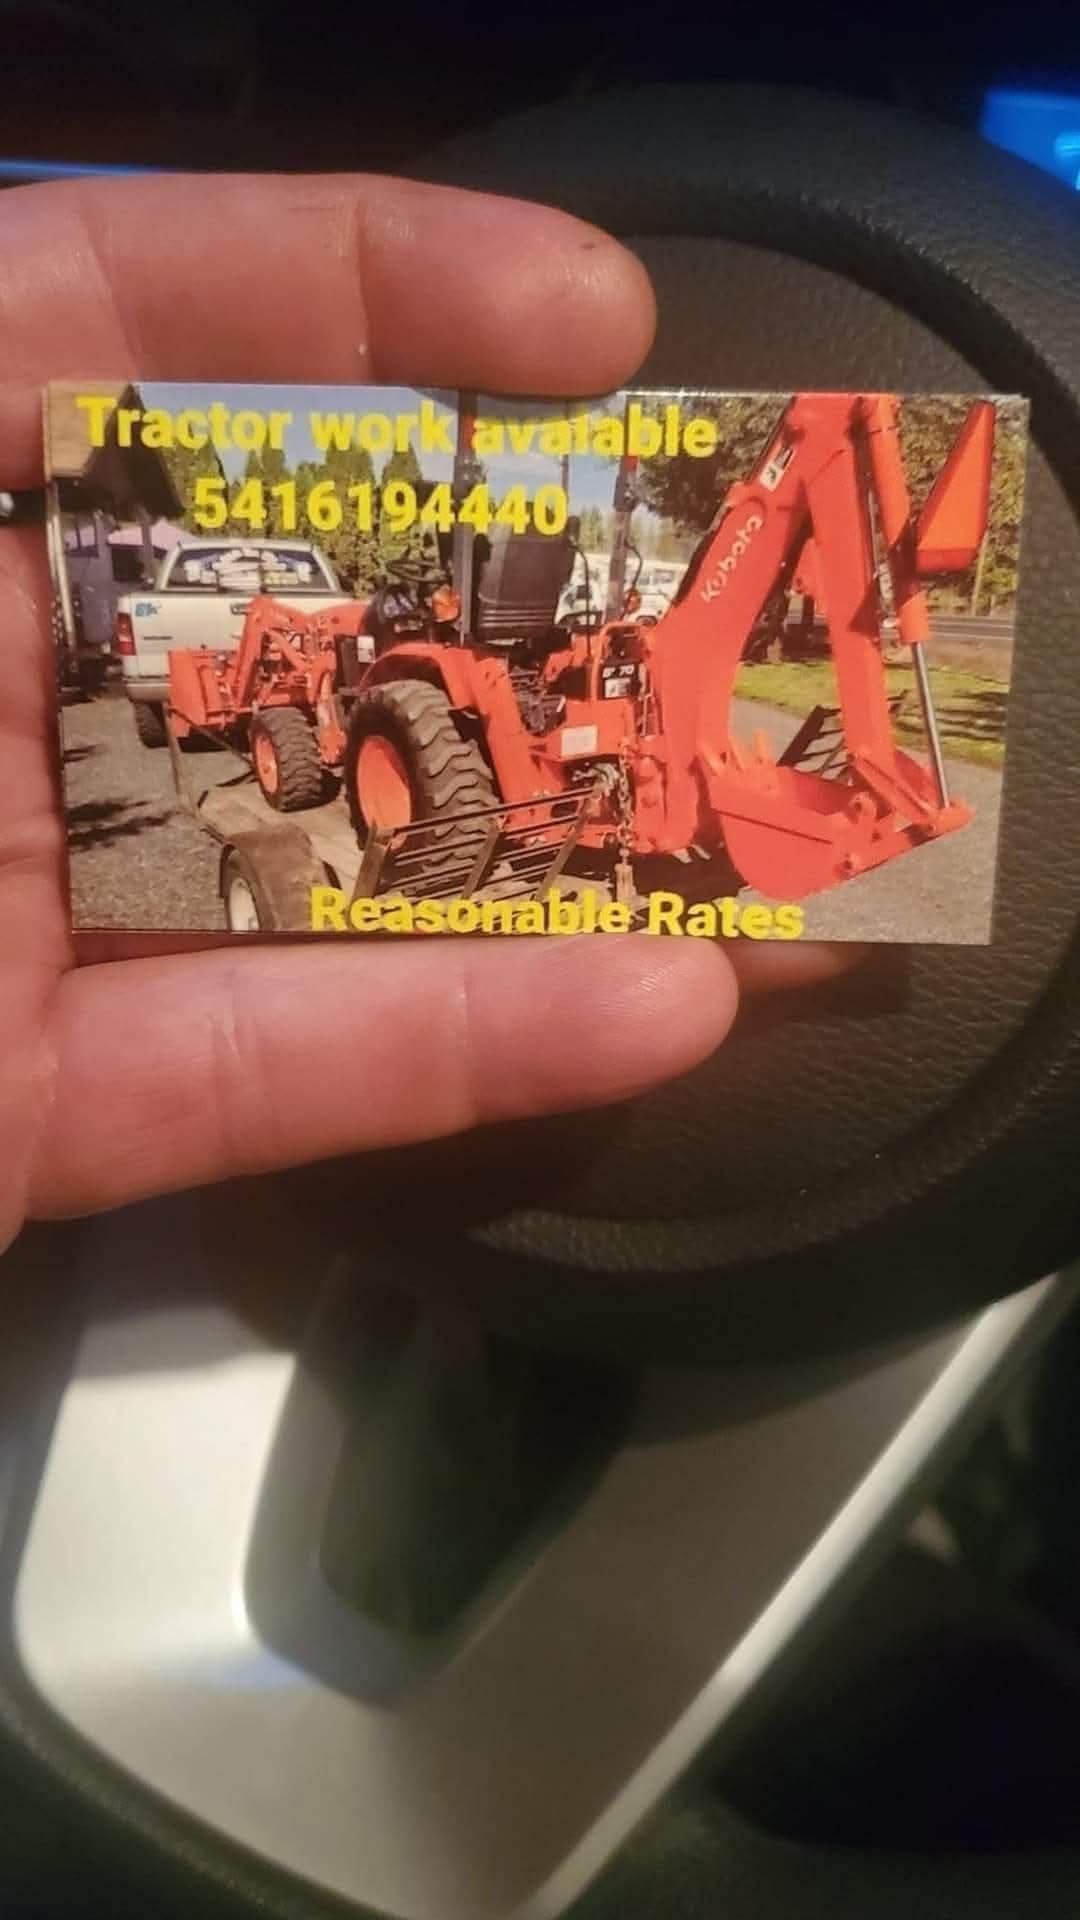 Tractor work avalable
5416194440
Kubota
Reasonable Rates